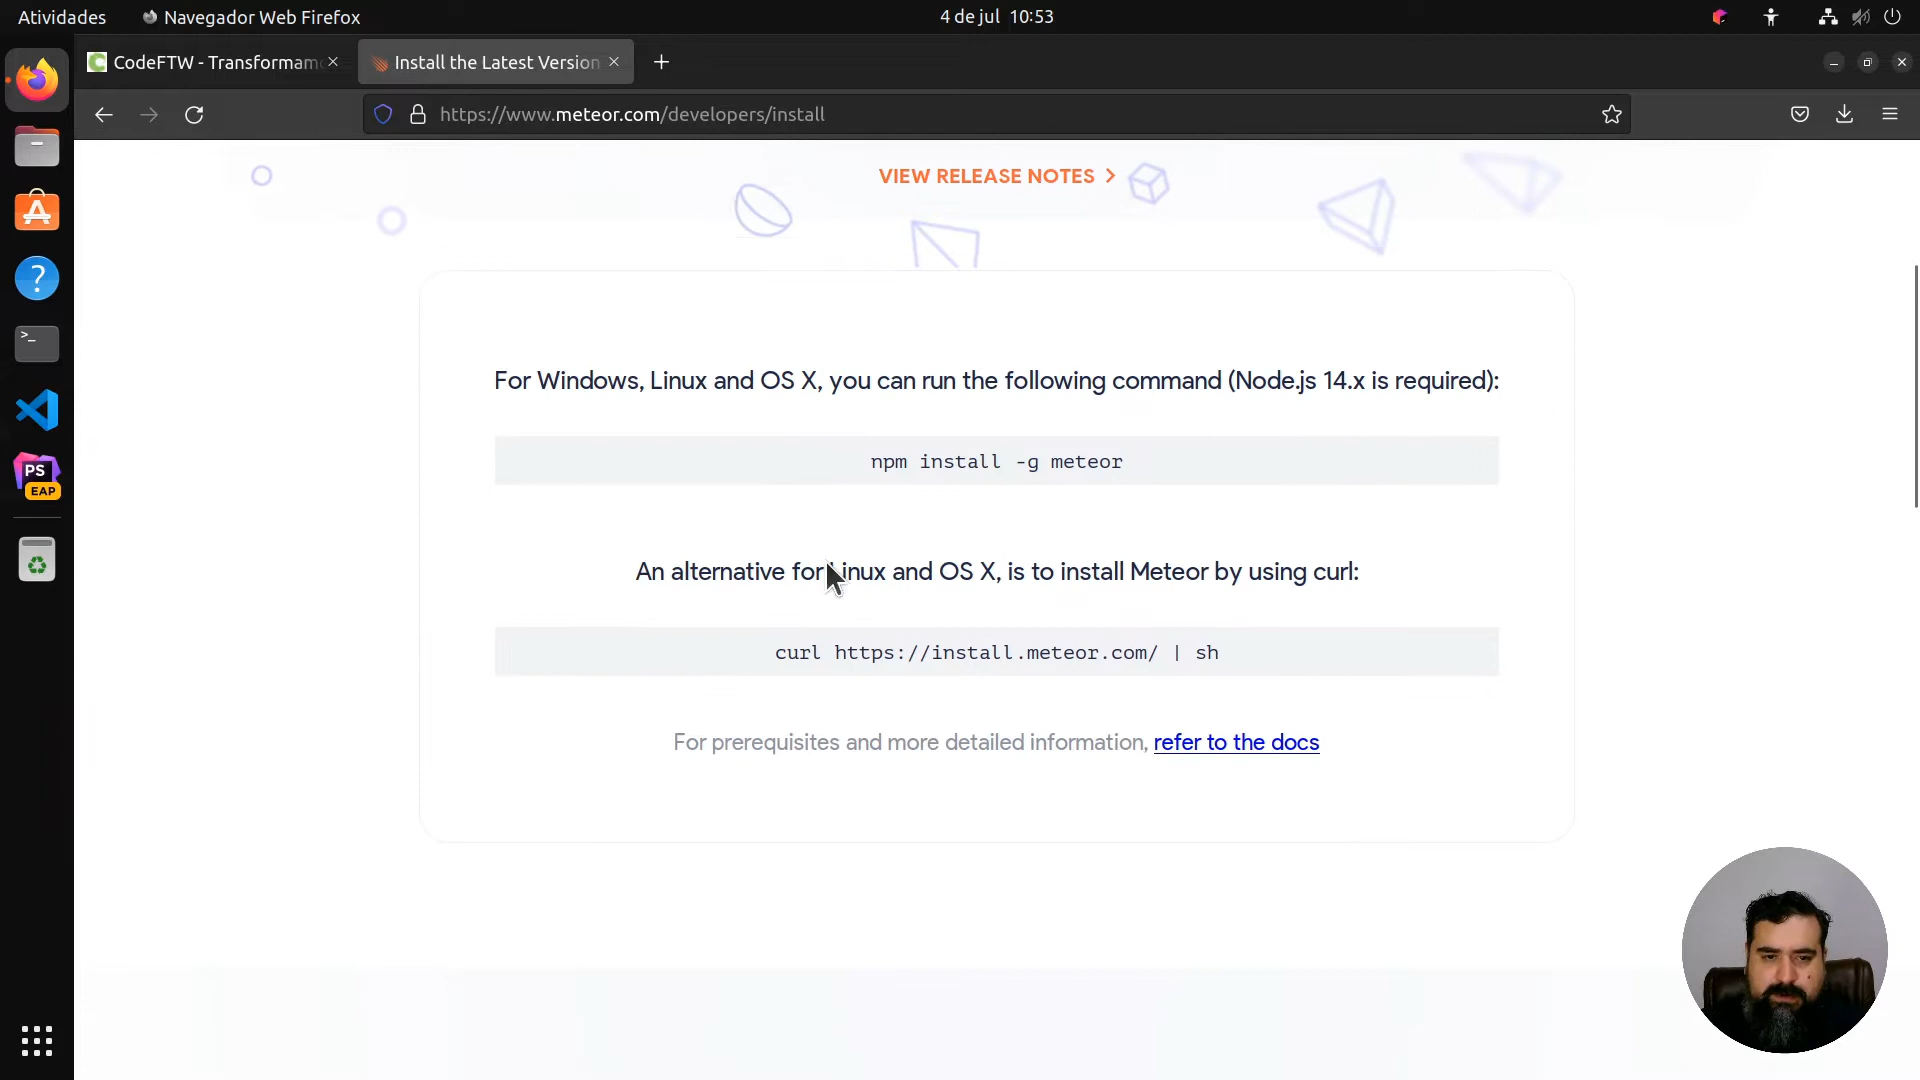 Atividades
Navegador Web Firefox
4 de jul 10:53
CodeFTW - Transformam
Install the Latest Version
https://www.meteor.com/developers/install
VIEW RELEASE NOTES
For Windows, Linux and OS X, you can run the following command (Node.js 14.x is required):
npm install -g meteor
An alternative for Linux and OS X, is to install Meteor by using curl:
curl https://install.meteor.com/ | sh
For prerequisites and more detailed information, refer to the docs
PS
EAP